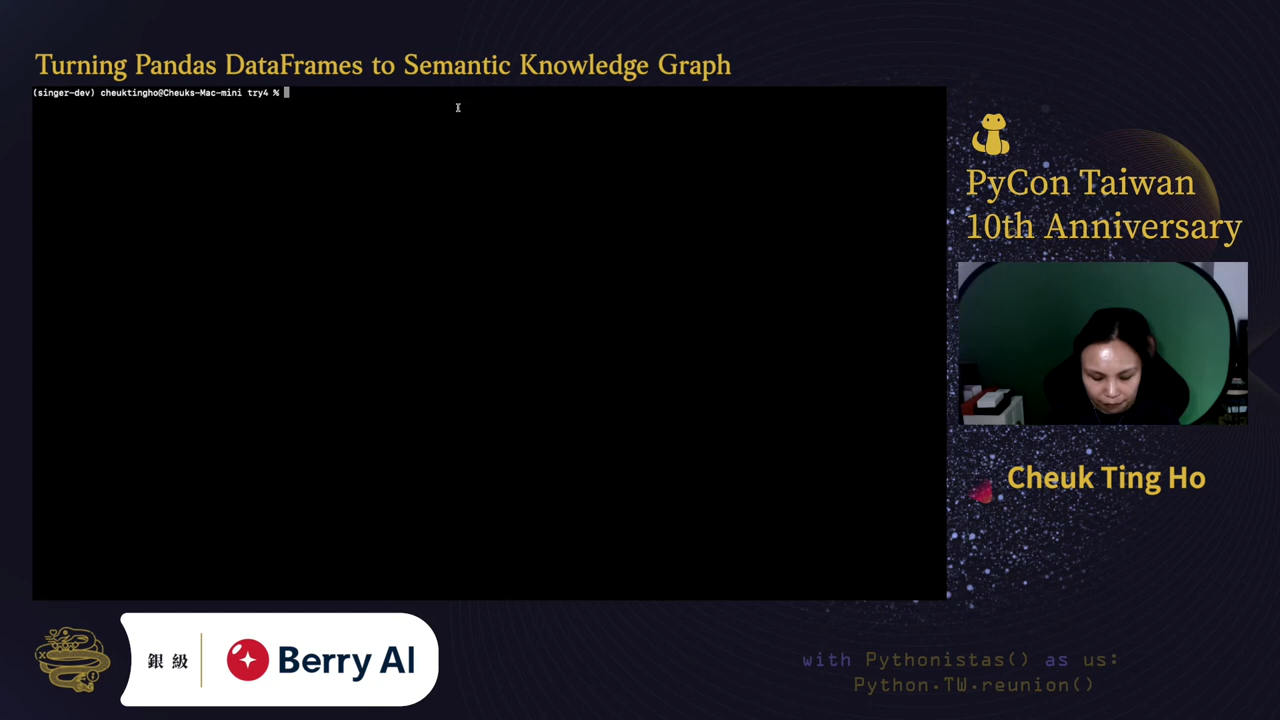 Turning Pandas DataFrames to Semantic Knowledge Graph
(singer-dev) cheuktingho@Cheuks-Mac-mini try4 %
PyCon Taiwan
10th Anniversary
Cheuk Ting Ho
銀級
Berry AI
with Pythonistas() as us:
Python.TW.reunion()